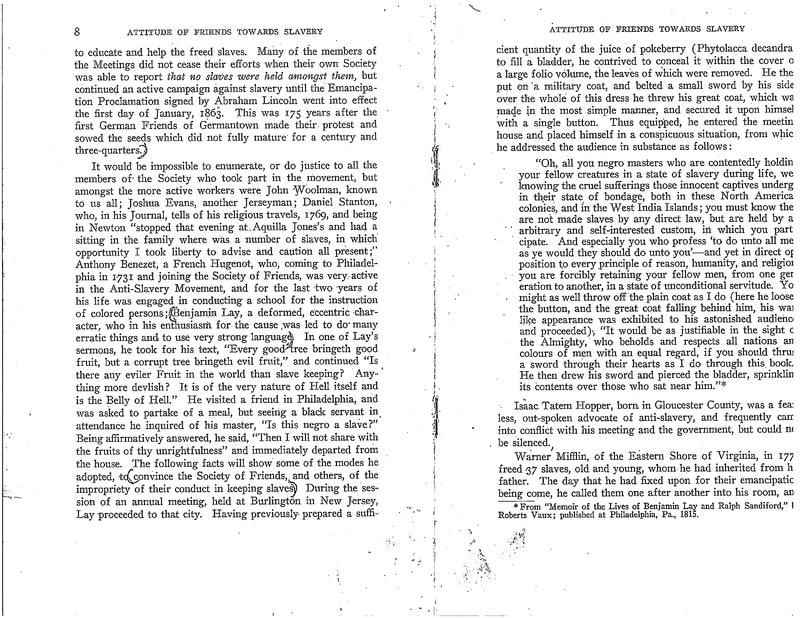 8 ATTITUDE OF FRIENDS TOWARDS SLAVERY
to educate and help the freed slaves. Many of the members of
the Meetings did not cease their efforts when their own Society
was able to report that no slaves were held amongst them, but
continued an active campaign against slavery until the Emancipa-
tion Proclamation signed by Abraham Lincoln went into effect
the first day of January, 1863. This was 175 years after the
first German Friends of Germantown made their protest and
sowed the seeds which did not fully mature for a century and
three-quarters.
It would be impossible to enumerate, or do justice to all the
members of the Society who took part in the movement, but
amongst the more active workers were John Woolman, known
to us all; Joshua Evans, another Jerseyman; Daniel Stanton,
who, in his Journal, tells of his religious travels, 1769, and being
in Newton "stopped that evening at Aquilla Jones's and had a
sitting in the family where was a number of slaves, in which
opportunity I took liberty to advise and caution all present;"
Anthony Benezet, a French Hugenot, who, coming to Philadel-
phia in 1731 and joining the Society of Friends, was very active
in the Anti-Slavery Movement, and for the last two years of
his life was engaged in conducting a school for the instruction
of colored persons; Benjamin Lay, a deformed, eccentric char-
acter, who in his enthusiasm for the cause was led to do many
erratic things and to use very strong language. In one of Lay's
sermons, he took for his text, "Every good tree bringeth good
fruit, but a corrupt tree bringeth evil fruit," and continued "Is
there any eviler Fruit in the world than slave keeping? Any-
thing more devlish? It is of the very nature of Hell itself and
is the Belly of Hell." He visited a friend in Philadelphia, and
was asked to partake of a meal, but seeing a black servant in
attendance he inquired of his master, "Is this negro a slave?"
Being affirmatively answered, he said, "Then I will not share with
the fruits of thy unrightfulness" and immediately departed from
the house. The following facts will show some of the modes he
adopted, to convince the Society of Friends, and others, of the
impropriety of their conduct in keeping slaves. During the ses-
sion of an annual meeting, held at Burlington in New Jersey,
Lay proceeded to that city. Having previously prepared a suffi-
ATTITUDE OF FRIENDS TOWARDS SLAVERY
cient quantity of the juice of pokeberry (Phytolacca decandra
to fill a bladder, he contrived to conceal it within the cover o
a large folio volume, the leaves of which were removed. He the
put on a military coat, and belted a small sword by his side
over the whole of this dress he threw his great coat, which wa
made in the most simple manner, and secured it upon himsel
with a single button. Thus equipped, he entered the meetin
house and placed himself in a conspicuous situation, from whic
he addressed the audience in substance as follows:
"Oh, all you negro masters who are contentedly holdin
your fellow creatures in a state of slavery during life, we
knowing the cruel sufferings those innocent captives underg
in their state of bondage, both in these North America
colonies, and in the West India Islands; you must know the
are not made slaves by any direct law, but are held by a
arbitrary and self-interested custom, in which you part
cipate. And especially you who profess 'to do unto all me
as ye would they should do unto you'—and yet in direct op
position to every principle of reason, humanity, and religion
you are forcibly retaining your fellow men, from one ger
eration to another, in a state of unconditional servitude. Yo
might as well throw off the plain coat as I do (here he loose
the button, and the great coat falling behind him, his wa
like appearance was exhibited to his astonished audienc
and proceeded), "It would be as justifiable in the sight o
the Almighty, who beholds and respects all nations an
colours of men with an equal regard, if you should thru
a sword through their hearts as I do through this book.
He then drew his sword and pierced the bladder, sprinklin
its contents over those who sat near him."*
Isaac Tatem Hopper, born in Gloucester County, was a fea
less, out-spoken advocate of anti-slavery, and frequently cam
into conflict with his meeting and the government, but could no
be silenced.
Warner Mifflin, of the Eastern Shore of Virginia, in 177
freed 37 slaves, old and young, whom he had inherited from h
father. The day that he had fixed upon for their emancipatic
being come, he called them one after another into his room, an
* From "Memoir of the Lives of Benjamin Lay and Ralph Sandiford," l
Roberts Vaux; published at Philadelphia, Pa., 1815.